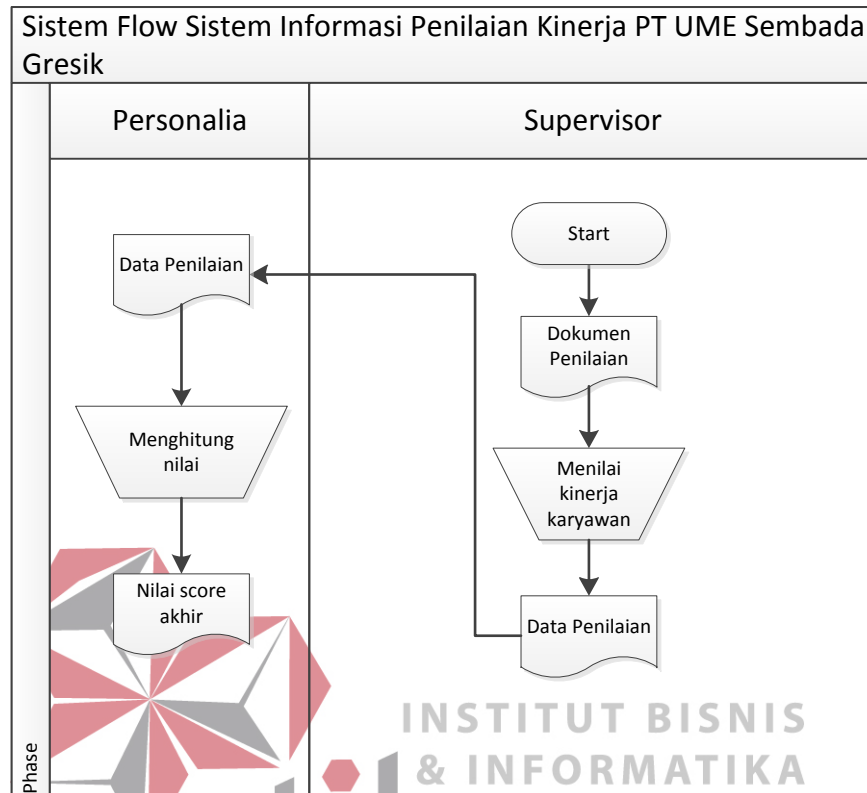 Sistem Flow Sistem Informasi Penilaian Kinerja PT UME Sembada
Gresik
Personalia
Supervisor
Start
Dokumen
Penilaian
Menilai
kinerja
karyawan
Data Penilaian
Data Penilaian
Menghitung
nilai
Nilai score
akhir
Phase
INSTITUT BISNIS
& INFORMATIKA